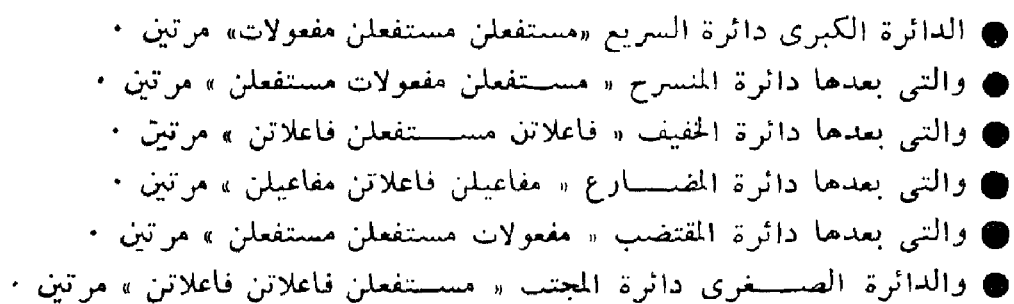 ● الدائرة الكبرى دائرة السريع «مستفعلن مستفعلن مفعولات» مرتين ٠
● والتى بعدها دائرة المنسرح « مستفعلن مفعولات مستفعلن » مرتين ٠
● والتى بعدها دائرة الخفيف « فاعلاتن مستفعلن فاعلاتن » مرتين ٠
● والتى بعدها دائرة المضارع « مفاعيلن فاعلاتن مفاعيلن » مرتين ٠
● والتى بعدها دائرة المقتضب « مفعولات مستفعلن مستفعلن » مرتين ٠
● والدائرة الصغرى دائرة المجتب « مستفعلن فاعلاتن فاعلاتن » مرتين ٠